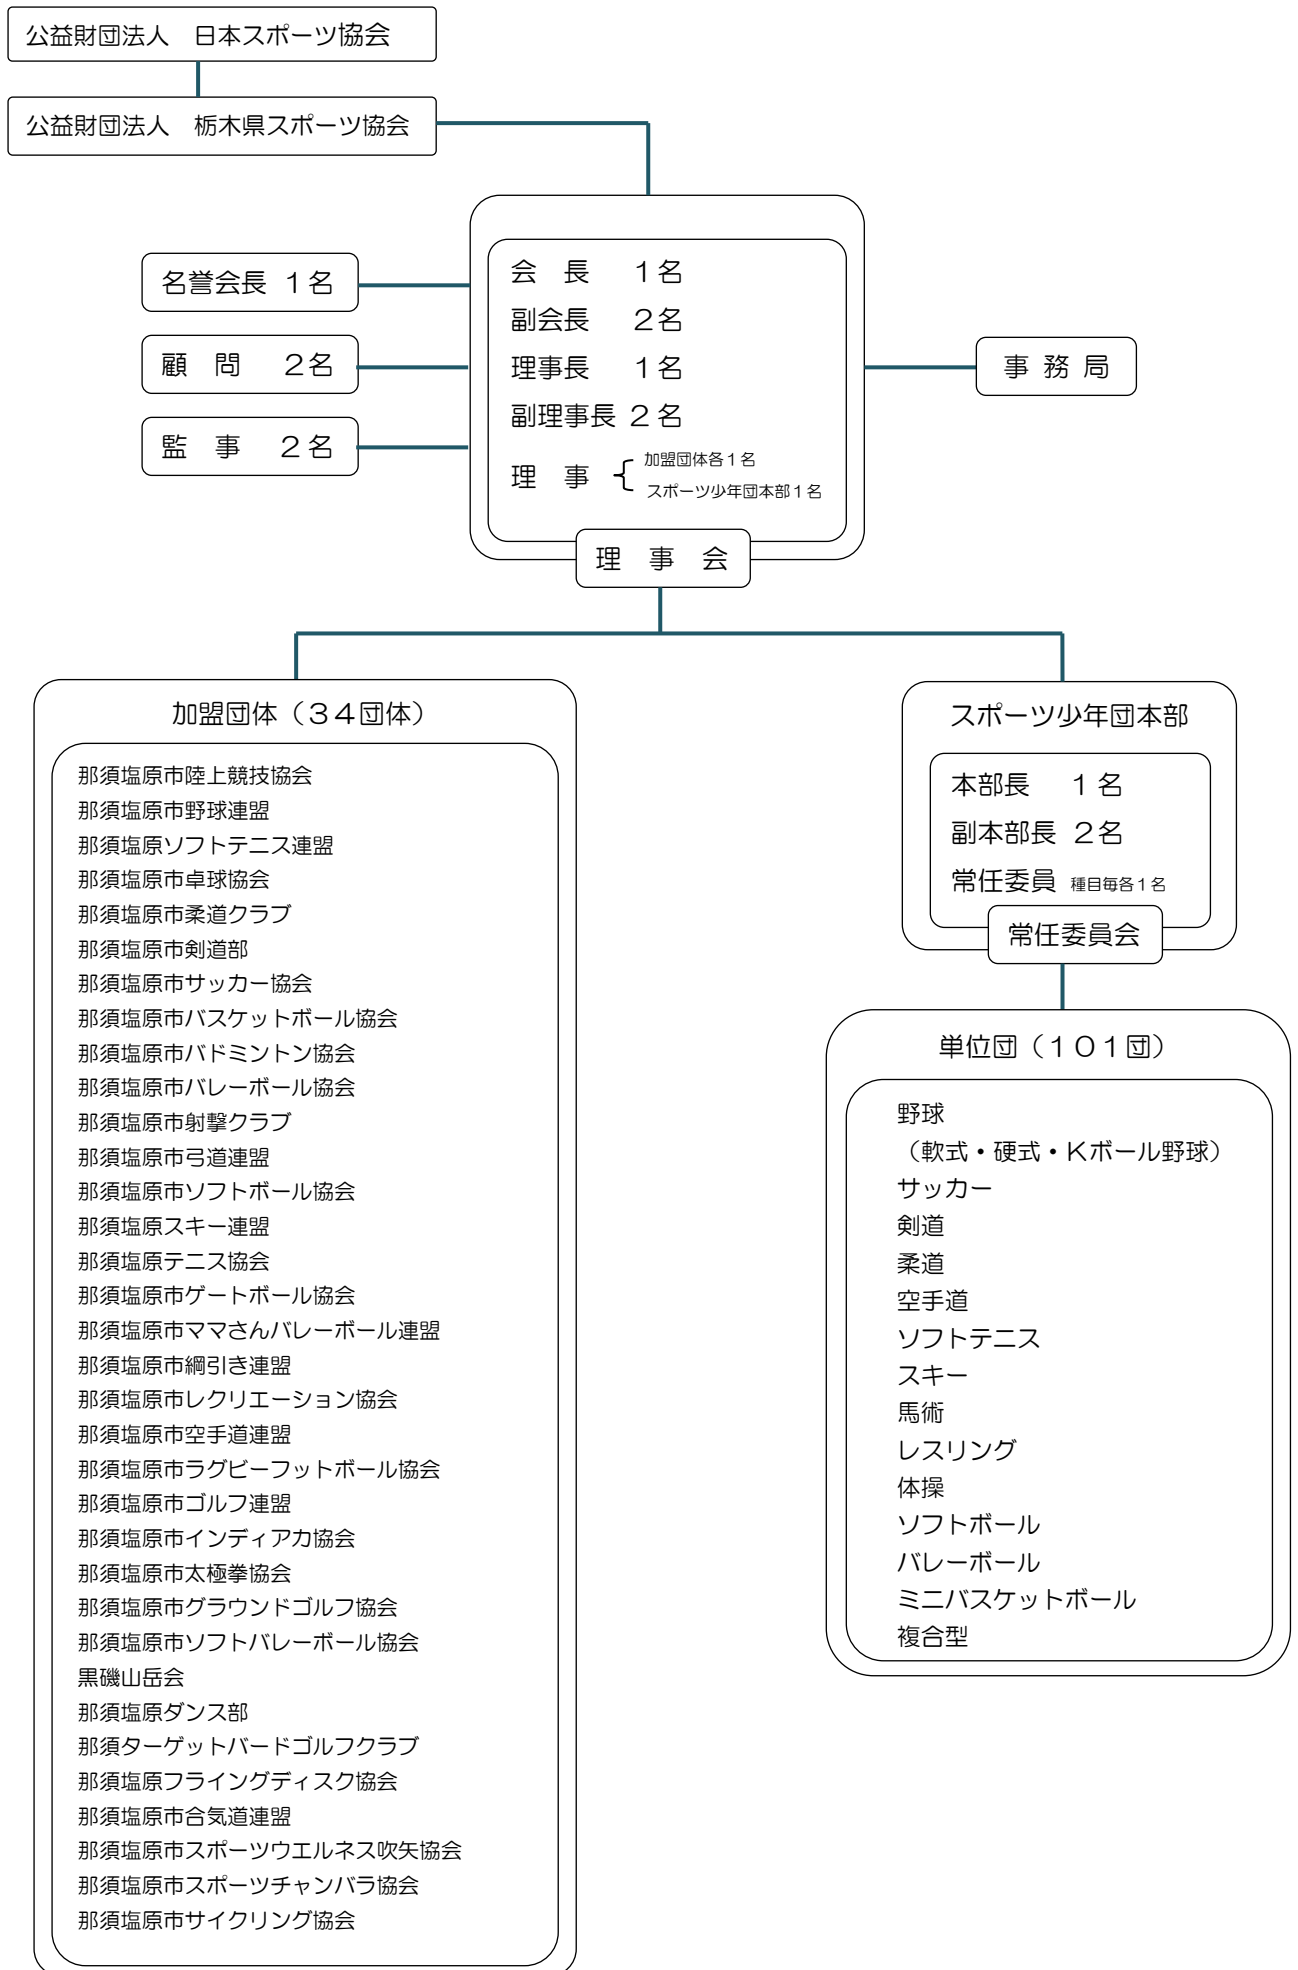 公益財団法人　日本スポーツ協会
公益財団法人　栃木県スポーツ協会
名誉会長 １名
顧　問　２名
監　事　２名
会　長　１名
副会長　２名
理事長　１名
副理事長 ２名
理　事 { 加盟団体各１名
スポーツ少年団本部１名
理　事　会
事 務 局
加盟団体（３４団体）
那須塩原市陸上競技協会
那須塩原市野球連盟
那須塩原ソフトテニス連盟
那須塩原市卓球協会
那須塩原市柔道クラブ
那須塩原市剣道部
那須塩原市サッカー協会
那須塩原市バスケットボール協会
那須塩原市バドミントン協会
那須塩原市バレーボール協会
那須塩原市射撃クラブ
那須塩原市弓道連盟
那須塩原市ソフトボール協会
那須塩原スキー連盟
那須塩原テニス協会
那須塩原市ゲートボール協会
那須塩原市ママさんバレーボール連盟
那須塩原市綱引き連盟
那須塩原市レクリエーション協会
那須塩原市空手道連盟
那須塩原市ラグビーフットボール協会
那須塩原市ゴルフ連盟
那須塩原市インディアカ協会
那須塩原市太極拳協会
那須塩原市グラウンドゴルフ協会
那須塩原市ソフトバレーボール協会
黒磯山岳会
那須塩原ダンス部
那須ターゲットバードゴルフクラブ
那須塩原フライングディスク協会
那須塩原市合気道連盟
那須塩原市スポーツウエルネス吹矢協会
那須塩原市スポーツチャンバラ協会
那須塩原市サイクリング協会
スポーツ少年団本部
本部長　１名
副本部長 ２名
常任委員 種目毎各１名
常任委員会
単位団（１０１団）
野球
（軟式・硬式・Ｋボール野球）
サッカー
剣道
柔道
空手道
ソフトテニス
スキー
馬術
レスリング
体操
ソフトボール
バレーボール
ミニバスケットボール
複合型